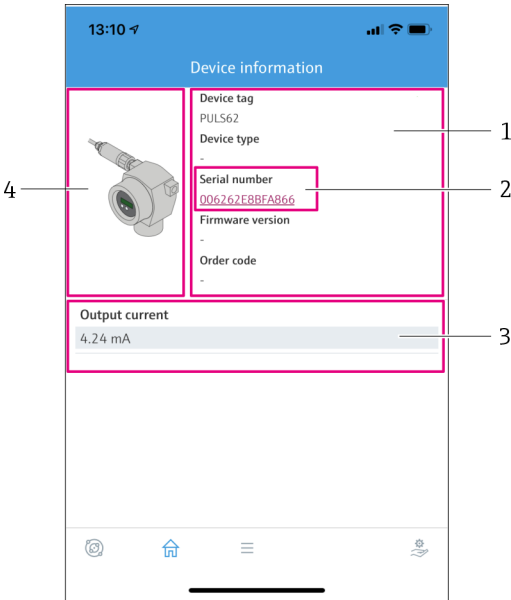 13:10
Device information
Device tag
PULS62
Device type
-
Serial number
006262E8BFA866
Firmware version
-
Order code
-
Output current
4.24 mA
1
2
3
4